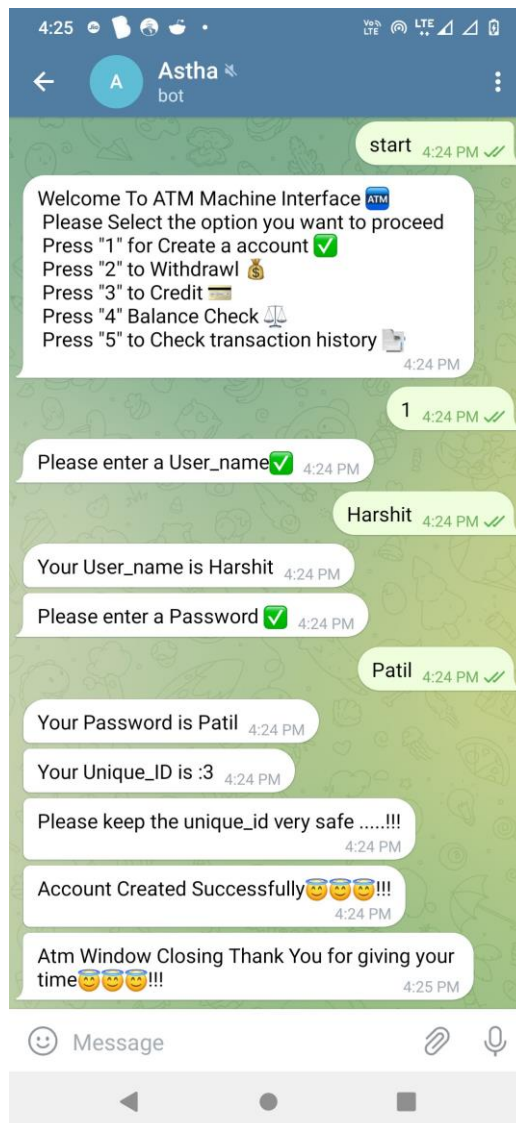 4:25
VoD LTE LTE
A
Astha
bot
start 4:24 PM
Welcome To ATM Machine Interface ATM
Please Select the option you want to proceed
Press "1" for Create a account
Press "2" to Withdrawl
Press "3" to Credit
Press "4" Balance Check
Press "5" to Check transaction history
4:24 PM
1 4:24 PM
Please enter a User_name 4:24 PM
Harshit 4:24 PM
Your User_name is Harshit 4:24 PM
Please enter a Password 4:24 PM
Patil 4:24 PM
Your Password is Patil 4:24 PM
Your Unique_ID is :3 4:24 PM
Please keep the unique_id very safe .....!!!
4:24 PM
Account Created Successfully😇😇😇!!!
4:24 PM
Atm Window Closing Thank You for giving your
time😇😇😇!!!
4:25 PM
Message